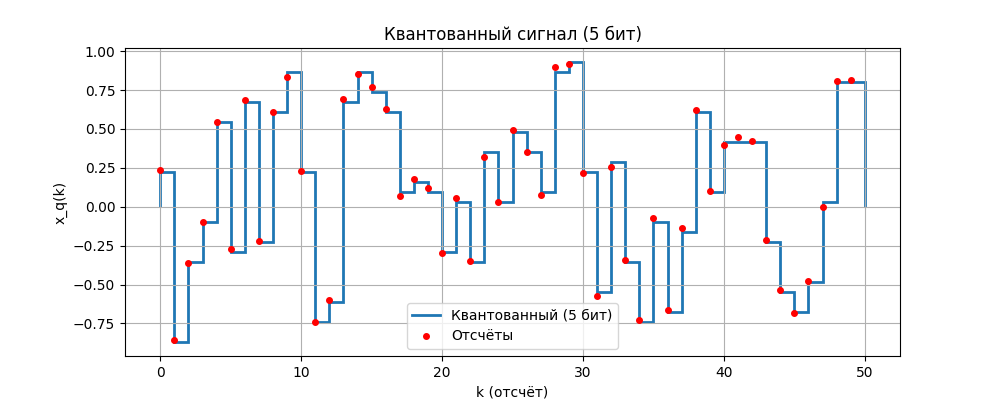 Квантованный сигнал (5 бит)
1.00
0.75
0.50
0.25
0.00
−0.25
−0.50
−0.75
x_q(k)
Квантованный (5 бит)
Отсчёты
0 10 20 30 40 50
k (отсчёт)